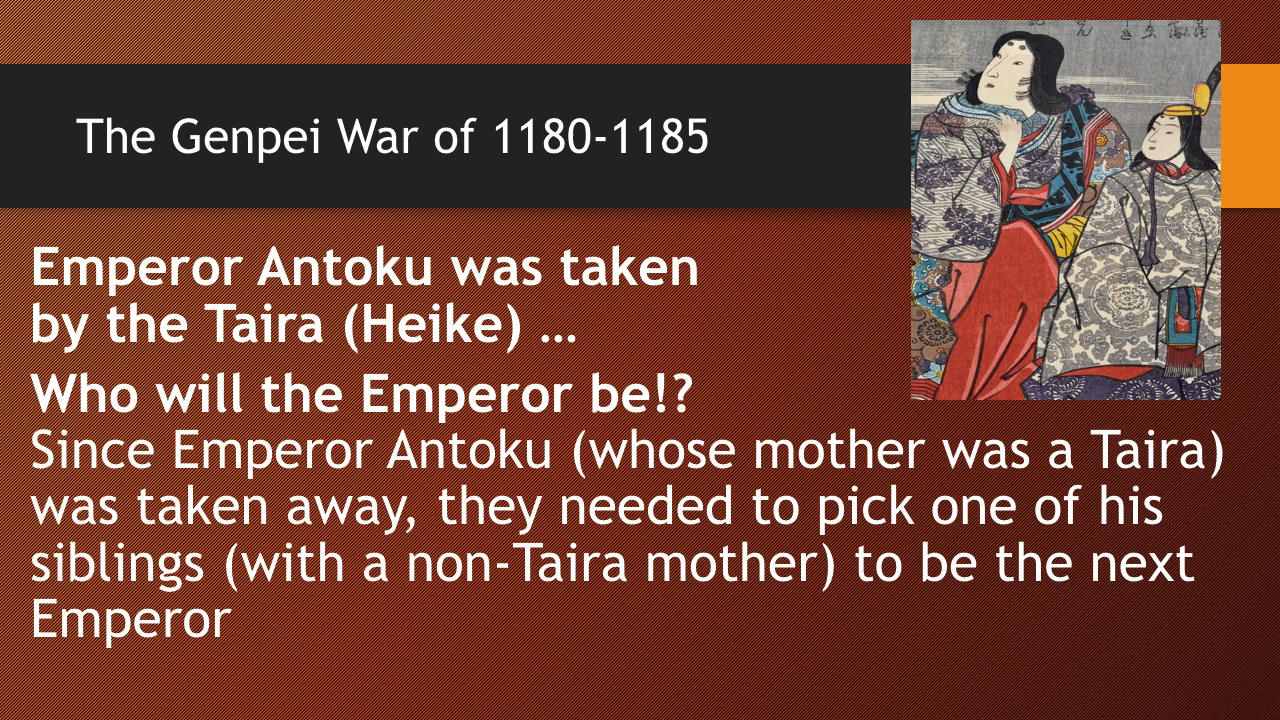 The Genpei War of 1180-1185
Emperor Antoku was taken
by the Taira (Heike) …
Who will the Emperor be!?
Since Emperor Antoku (whose mother was a Taira)
was taken away, they needed to pick one of his
siblings (with a non-Taira mother) to be the next
Emperor